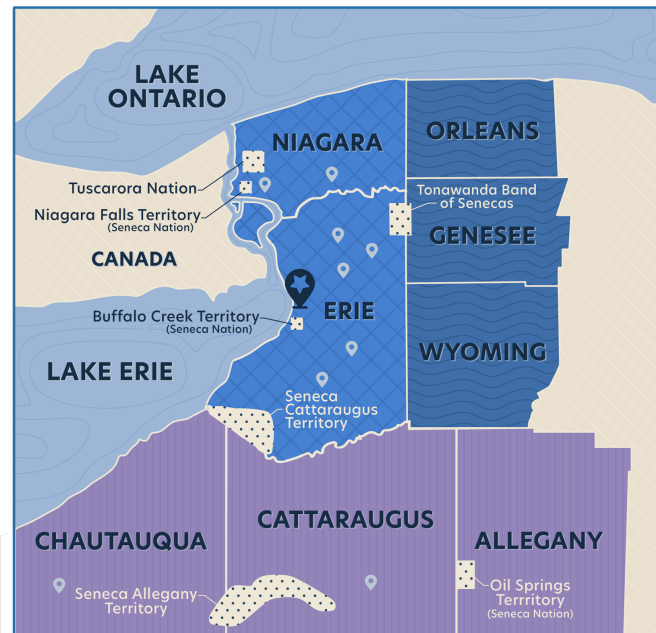 LAKE
ONTARIO
NIAGARA
ORLEANS
Tuscarora Nation
Niagara Falls Territory
(Seneca Nation)
Tonawanda Band
of Senecas
GENESEE
CANADA
ERIE
Buffalo Creek Territory
(Seneca Nation)
WYOMING
LAKE ERIE
Seneca
Cattaraugus
Territory
CHAUTAUQUA
CATTARAUGUS
ALLEGANY
Seneca Allegany
Territory
Oil Springs
Terrritory
(Seneca Nation)